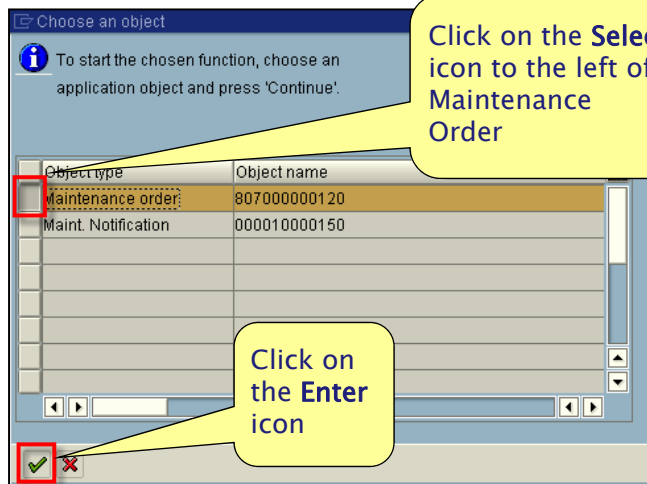 Choose an object
To start the chosen function, choose an
application object and press 'Continue'.
Click on the Selec
icon to the left of
Maintenance
Order
Object type Object name
Maintenance order 807000000120
Maint. Notification 000010000150
Click on
the Enter
icon